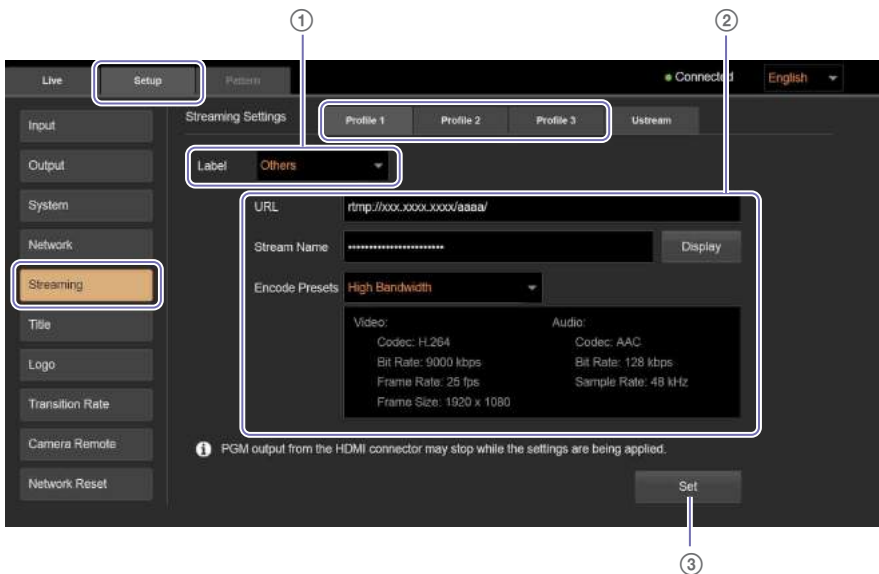 ① ②
Live Setup Pattern Connected English
Input
Output
System
Network
Streaming
Title
Logo
Transition Rate
Camera Remote
Network Reset
Streaming Settings Profile 1 Profile 2 Profile 3 Ustream
Label Others
URL rtmp://xxx.xxxx.xxxx/aaaa/
Stream Name •••••••••••••••••••••••• Display
Encode Presets High Bandwidth
Video:
Codec: H.264
Bit Rate: 9000 kbps
Frame Rate: 25 fps
Frame Size: 1920 x 1080
Audio:
Codec: AAC
Bit Rate: 128 kbps
Sample Rate: 48 kHz
PGM output from the HDMI connector may stop while the settings are being applied.
Set
③